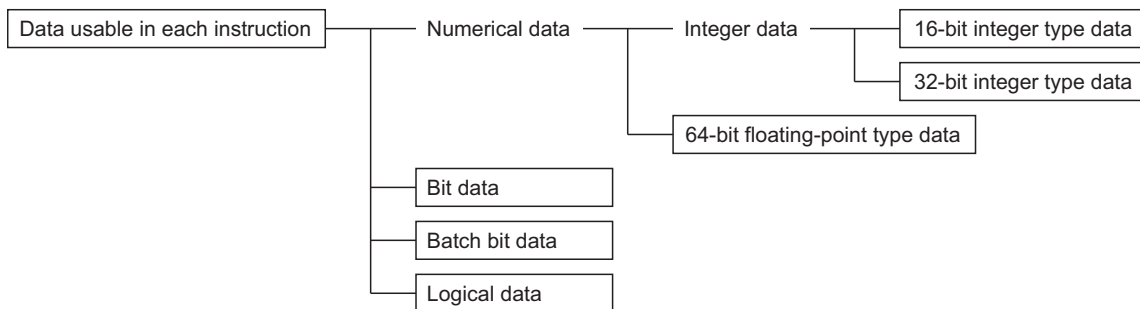 Data usable in each instruction
Numerical data
Integer data
16-bit integer type data
32-bit integer type data
64-bit floating-point type data
Bit data
Batch bit data
Logical data